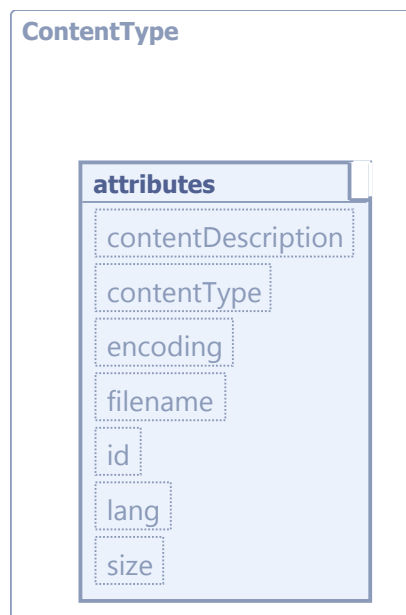 ContentType
attributes
contentDescription
contentType
encoding
filename
id
lang
size